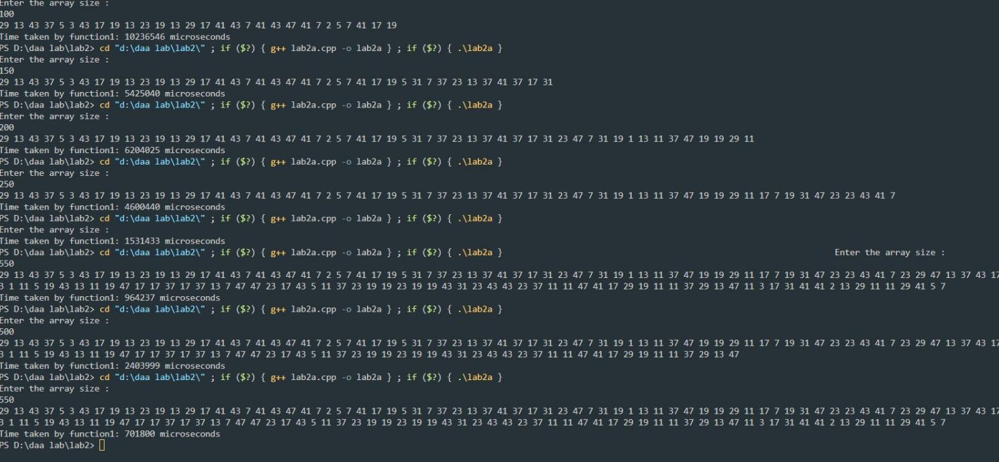 Enter the array size :
100
29 13 43 37 5 3 43 17 19 13 23 19 13 29 17 41 43 7 41 43 47 41 7 2 5 7 41 17 19
Time taken by function1: 10236546 microseconds
PS D:\daa lab\lab2> cd "d:\daa lab\lab2\" ; if ($?) { g++ lab2a.cpp -o lab2a } ; if ($?) { .\lab2a }
Enter the array size :
150
29 13 43 37 5 3 43 17 19 13 23 19 13 29 17 41 43 7 41 43 47 41 7 2 5 7 41 17 19 5 31 7 37 23 13 37 41 37 17 31
Time taken by function1: 5425040 microseconds
PS D:\daa lab\lab2> cd "d:\daa lab\lab2\" ; if ($?) { g++ lab2a.cpp -o lab2a } ; if ($?) { .\lab2a }
Enter the array size :
200
29 13 43 37 5 3 43 17 19 13 23 19 13 29 17 41 43 7 41 43 47 41 7 2 5 7 41 17 19 5 31 7 37 23 13 37 41 37 17 31 23 47 7 31 19 1 13 11 37 47 19 19 29 11
Time taken by function1: 6204025 microseconds
PS D:\daa lab\lab2> cd "d:\daa lab\lab2\" ; if ($?) { g++ lab2a.cpp -o lab2a } ; if ($?) { .\lab2a }
Enter the array size :
250
29 13 43 37 5 3 43 17 19 13 23 19 13 29 17 41 43 7 41 43 47 41 7 2 5 7 41 17 19 5 31 7 37 23 13 37 41 37 17 31 23 47 7 31 19 1 13 11 37 47 19 19 29 11 17 7 19 31 47 23 23 43 41 7
Time taken by function1: 4600440 microseconds
PS D:\daa lab\lab2> cd "d:\daa lab\lab2\" ; if ($?) { g++ lab2a.cpp -o lab2a } ; if ($?) { .\lab2a }
Enter the array size :
Time taken by function1: 1531433 microseconds
PS D:\daa lab\lab2> cd "d:\daa lab\lab2\" ; if ($?) { g++ lab2a.cpp -o lab2a } ; if ($?) { .\lab2a } Enter the array size :
550
29 13 43 37 5 3 43 17 19 13 23 19 13 29 17 41 43 7 41 43 47 41 7 2 5 7 41 17 19 5 31 7 37 23 13 37 41 37 17 31 23 47 7 31 19 1 13 11 37 47 19 19 29 11 17 7 19 31 47 23 23 43 41 7 23 29 47 13 37 43 17
3 1 11 5 19 43 13 11 19 47 17 17 37 17 37 13 7 47 47 23 17 43 5 11 37 23 19 19 23 19 19 43 31 23 43 43 23 37 11 11 47 41 17 29 19 11 11 37 29 13 47 11 3 17 31 41 41 2 13 29 11 11 29 41 5 7
Time taken by function1: 964237 microseconds
PS D:\daa lab\lab2> cd "d:\daa lab\lab2\" ; if ($?) { g++ lab2a.cpp -o lab2a } ; if ($?) { .\lab2a }
Enter the array size :
500
29 13 43 37 5 3 43 17 19 13 23 19 13 29 17 41 43 7 41 43 47 41 7 2 5 7 41 17 19 5 31 7 37 23 13 37 41 37 17 31 23 47 7 31 19 1 13 11 37 47 19 19 29 11 17 7 19 31 47 23 23 43 41 7 23 29 47 13 37 43 17
3 1 11 5 19 43 13 11 19 47 17 17 37 17 37 13 7 47 47 23 17 43 5 11 37 23 19 19 23 19 19 43 31 23 43 43 23 37 11 11 47 41 17 29 19 11 11 37 29 13 47
Time taken by function1: 2403999 microseconds
PS D:\daa lab\lab2> cd "d:\daa lab\lab2\" ; if ($?) { g++ lab2a.cpp -o lab2a } ; if ($?) { .\lab2a }
Enter the array size :
550
29 13 43 37 5 3 43 17 19 13 23 19 13 29 17 41 43 7 41 43 47 41 7 2 5 7 41 17 19 5 31 7 37 23 13 37 41 37 17 31 23 47 7 31 19 1 13 11 37 47 19 19 29 11 17 7 19 31 47 23 23 43 41 7 23 29 47 13 37 43 17
3 1 11 5 19 43 13 11 19 47 17 17 37 17 37 13 7 47 47 23 17 43 5 11 37 23 19 19 23 19 19 43 31 23 43 43 23 37 11 11 47 41 17 29 19 11 11 37 29 13 47 11 3 17 31 41 41 2 13 29 11 11 29 41 5 7
Time taken by function1: 701800 microseconds
PS D:\daa lab\lab2>